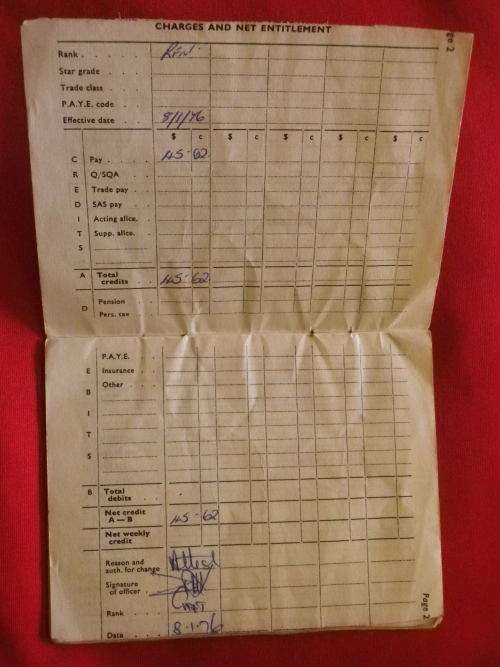 Page 2
CHARGES AND NET ENTITLEMENT
Rank . . . . . Rfn
Star grade . . . .
Trade class . . . .
P.A.Y.E. code . . . .
Effective date . . . 8/1/76
$ c $ c $ c $ c $ c
C Pay . . . . 45-62
R Q/SQA . . .
E Trade pay . .
D SAS pay . .
I Acting allce. . .
T Supp. allce. . .
S
A Total credits . . 45-62
D Pension . .
Pers. tax
P.A.Y.E. . .
E Insurance . .
Other . . .
B
I
T
S
B Total debits . .
Net credit A — B 45-62
Net weekly credit . .
Reason and auth. for change
Signature of officer . .
Rank . . .
Date . . . 8.1.76
Page 2